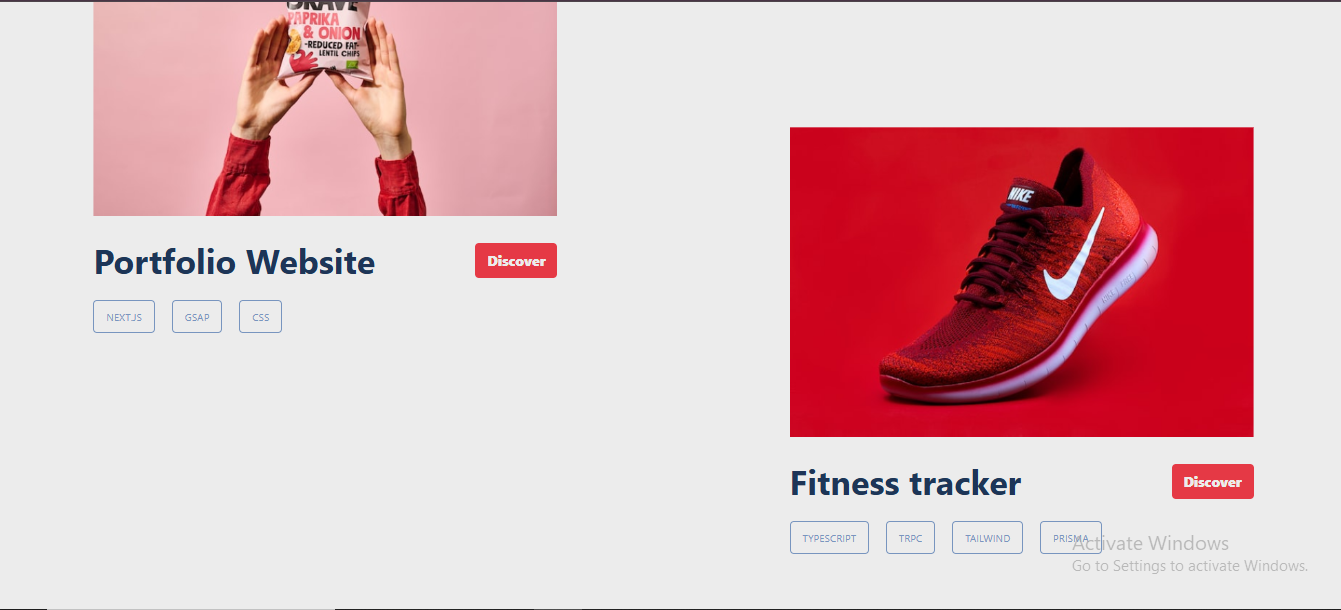 PAPRIKA
& ONION
-REDUCED FAT-
LENTIL CHIPS
Portfolio Website
Discover
NEXT.JS
GSAP
CSS
NIKE
Fitness tracker
Discover
TYPESCRIPT
TRPC
TAILWIND
PRISMA
Activate Windows
Go to Settings to activate Windows.